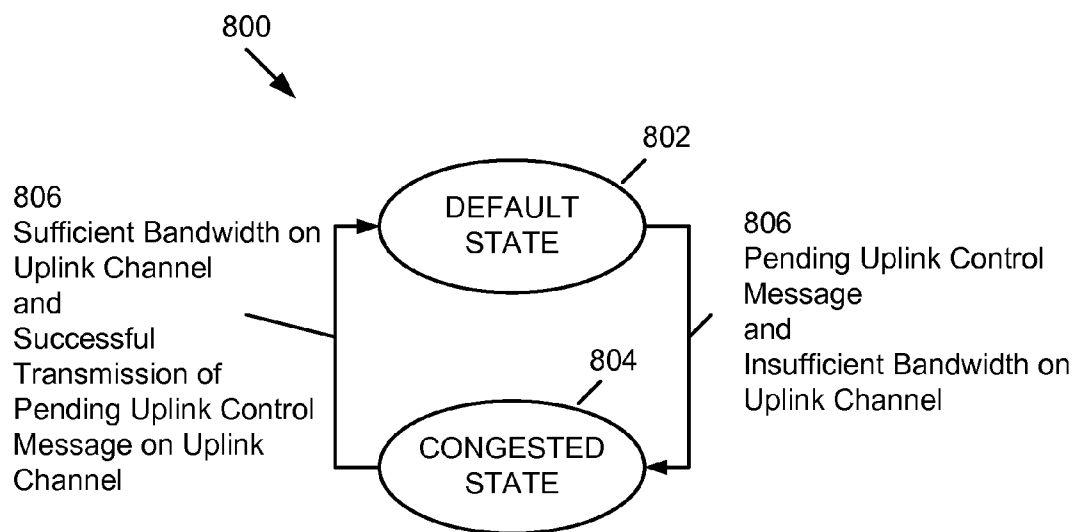 800
802
DEFAULT
STATE
806
Sufficient Bandwidth on
Uplink Channel
and
Successful
Transmission of
Pending Uplink Control
Message on Uplink
Channel
806
Pending Uplink Control
Message
and
Insufficient Bandwidth on
Uplink Channel
804
CONGESTED
STATE